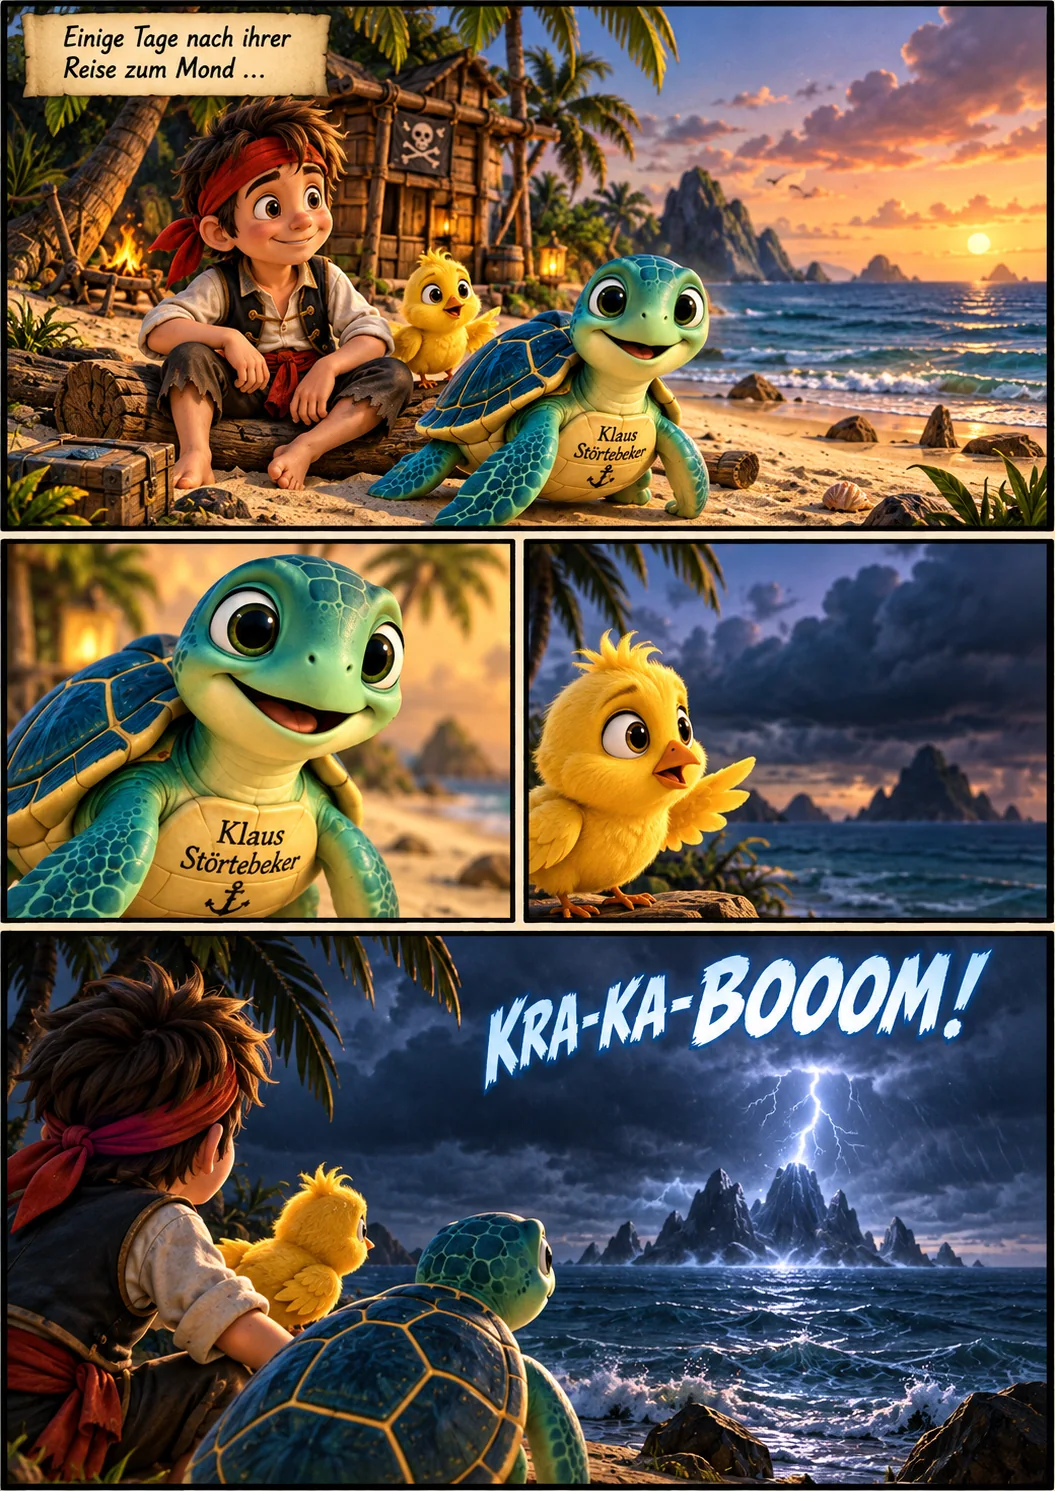 Einige Tage nach ihrer
Reise zum Mond ...
Klaus
Störtebeker
Klaus
Störtebeker
KRA-KA-BOOOM!